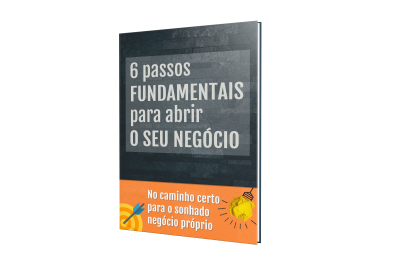 6 passos
FUNDAMENTAIS
para abrir
O SEU NEGÓCIO
No caminho certo
para o sonhado
negócio próprio